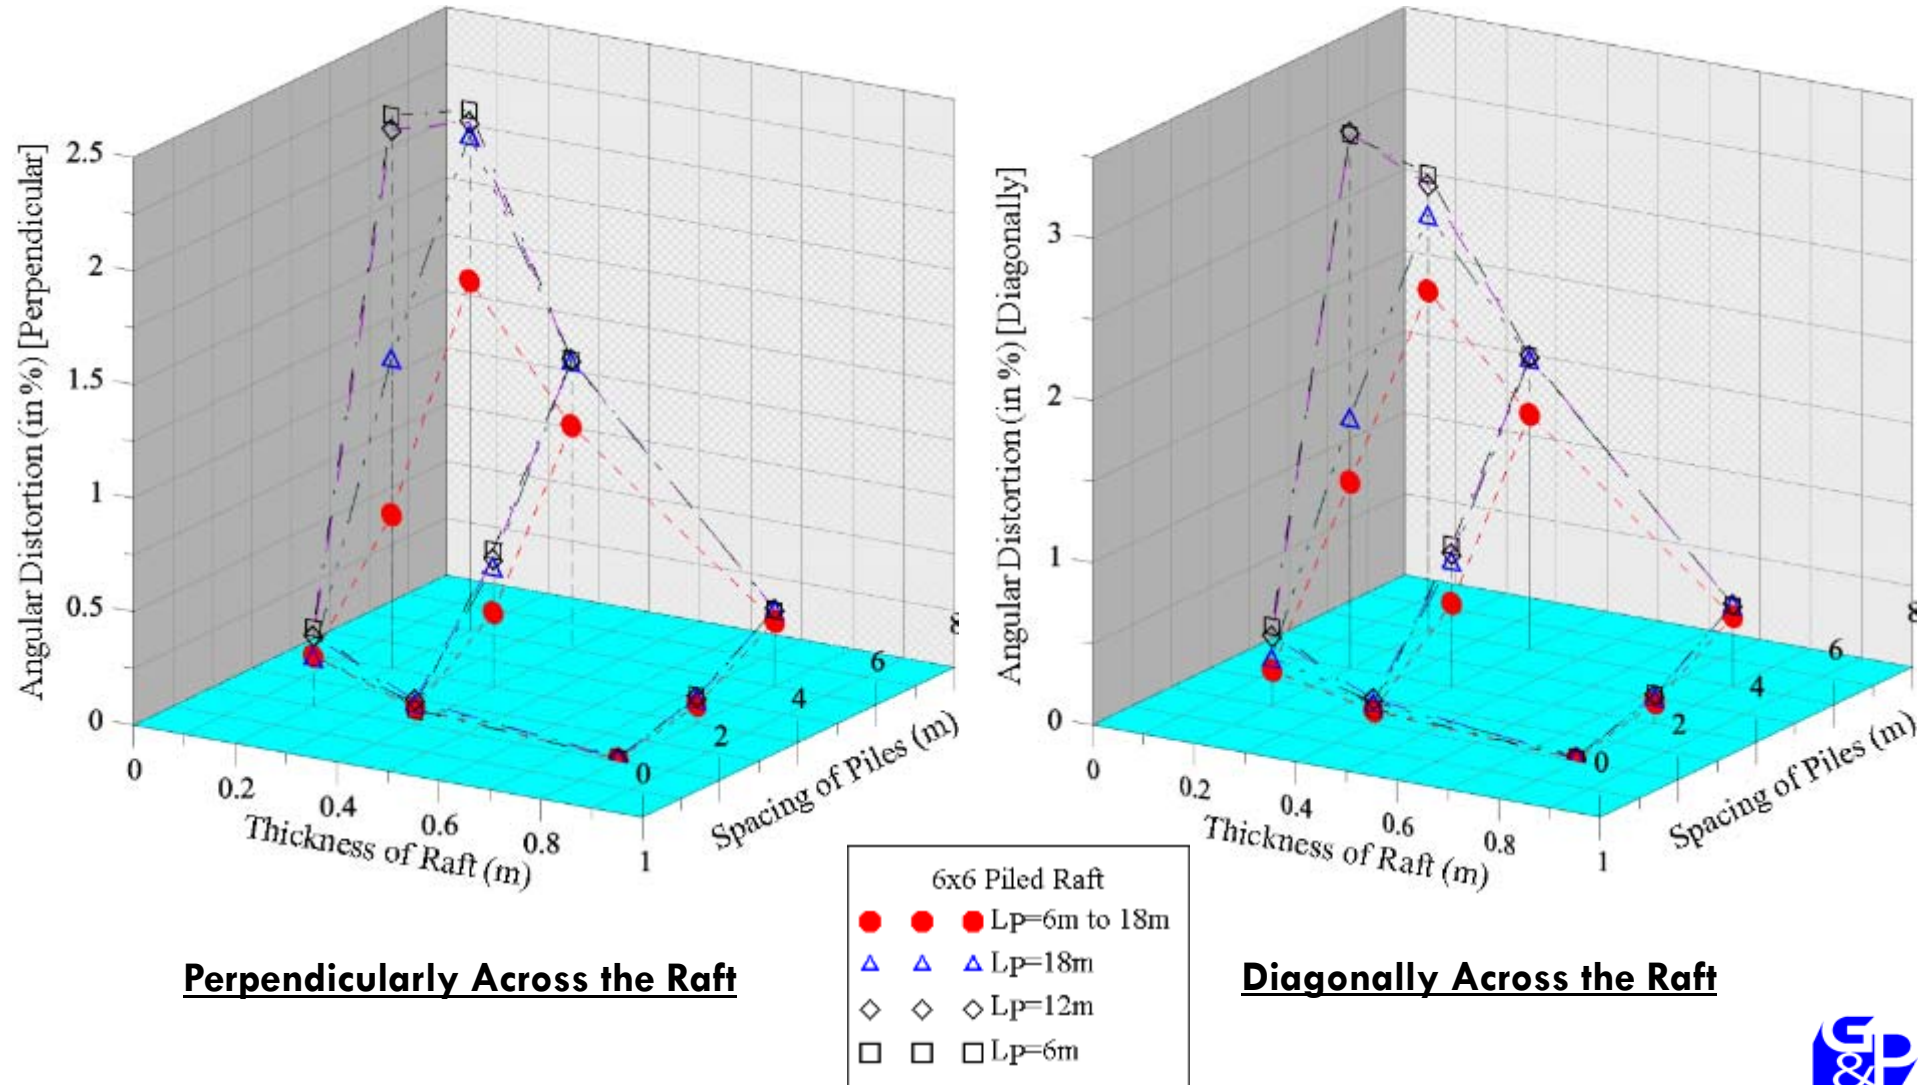 Angular Distortion (in %) [Perpendicular]
2.5
2
1.5
1
0.5
0
0
0.2
0.4
0.6
0.8
1
Thickness of Raft (m)
0
2
4
6
8
Spacing of Piles (m)
Angular Distortion (in %) [Diagonally]
3
2
1
0
0
0.2
0.4
0.6
0.8
1
Thickness of Raft (m)
0
2
4
6
8
Spacing of Piles (m)
6x6 Piled Raft
Lp=6m to 18m
Lp=18m
Lp=12m
Lp=6m
Perpendicularly Across the Raft
Diagonally Across the Raft
G&P